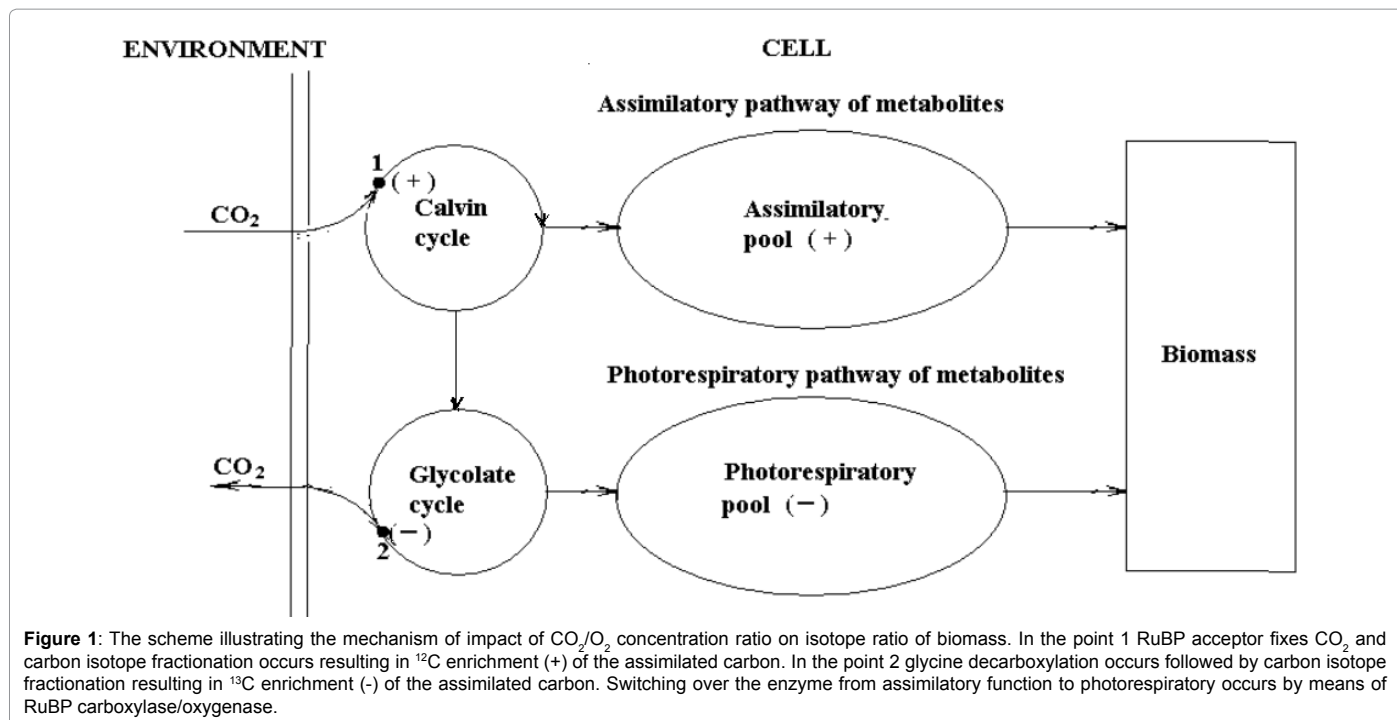 ENVIRONMENT
CELL
Assimilatory pathway of metabolites
1
(+)
CO₂
Calvin
cycle
Assimilatory
pool (+)
Biomass
Photorespiratory pathway of metabolites
CO₂
Glycolate
cycle
Photorespiratory
pool (−)
(−)
2
Figure 1: The scheme illustrating the mechanism of impact of CO₂/O₂ concentration ratio on isotope ratio of biomass. In the point 1 RuBP acceptor fixes CO₂ and
carbon isotope fractionation occurs resulting in ¹²C enrichment (+) of the assimilated carbon. In the point 2 glycine decarboxylation occurs followed by carbon isotope
fractionation resulting in ¹³C enrichment (-) of the assimilated carbon. Switching over the enzyme from assimilatory function to photorespiratory occurs by means of
RuBP carboxylase/oxygenase.